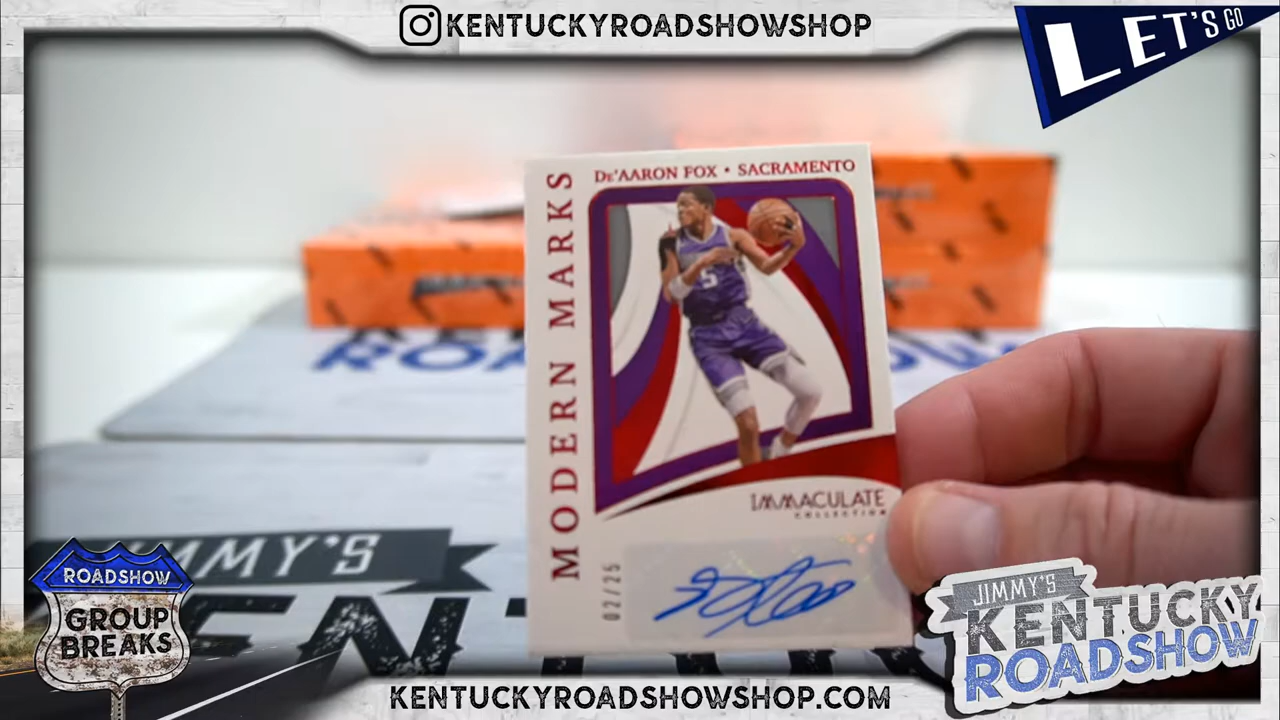 KENTUCKYROADSHOWSHOP
LET'S GO
DE'AARON FOX • SACRAMENTO
MODERN MARKS
5
IMMACULATE
COLLECTION
02/25
JIMMY'S
ROADSHOW
GROUP
BREAKS
JIMMY'S
KENTUCKY
ROADSHOW
KENTUCKYROADSHOWSHOP.COM